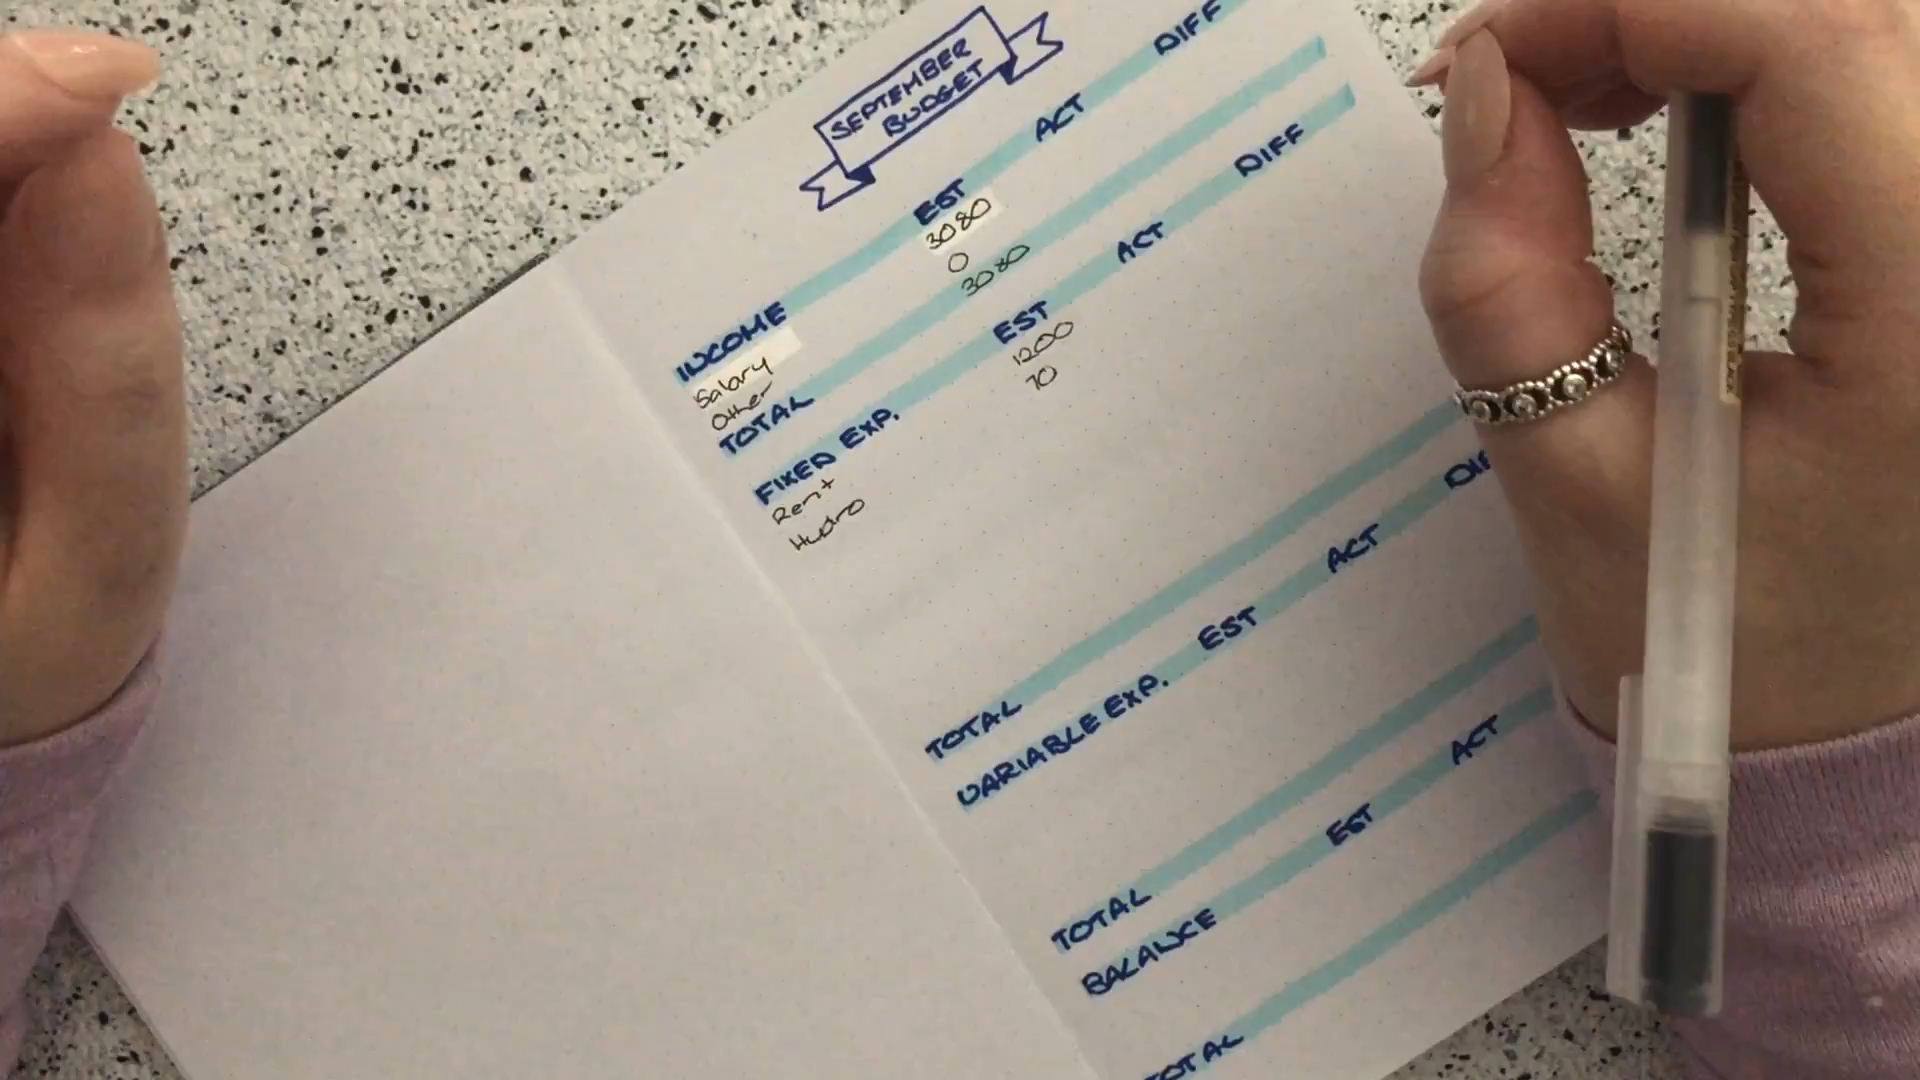 SEPTEMBER
BUDGET
INCOME EST ACT DIFF
Salary 3080
Other 0
TOTAL 3080
FIXED EXP. EST ACT DIFF
Rent 1200
Hydro 70
TOTAL
VARIABLE EXP. EST ACT DIF
TOTAL
BALANCE EST ACT
TOTAL